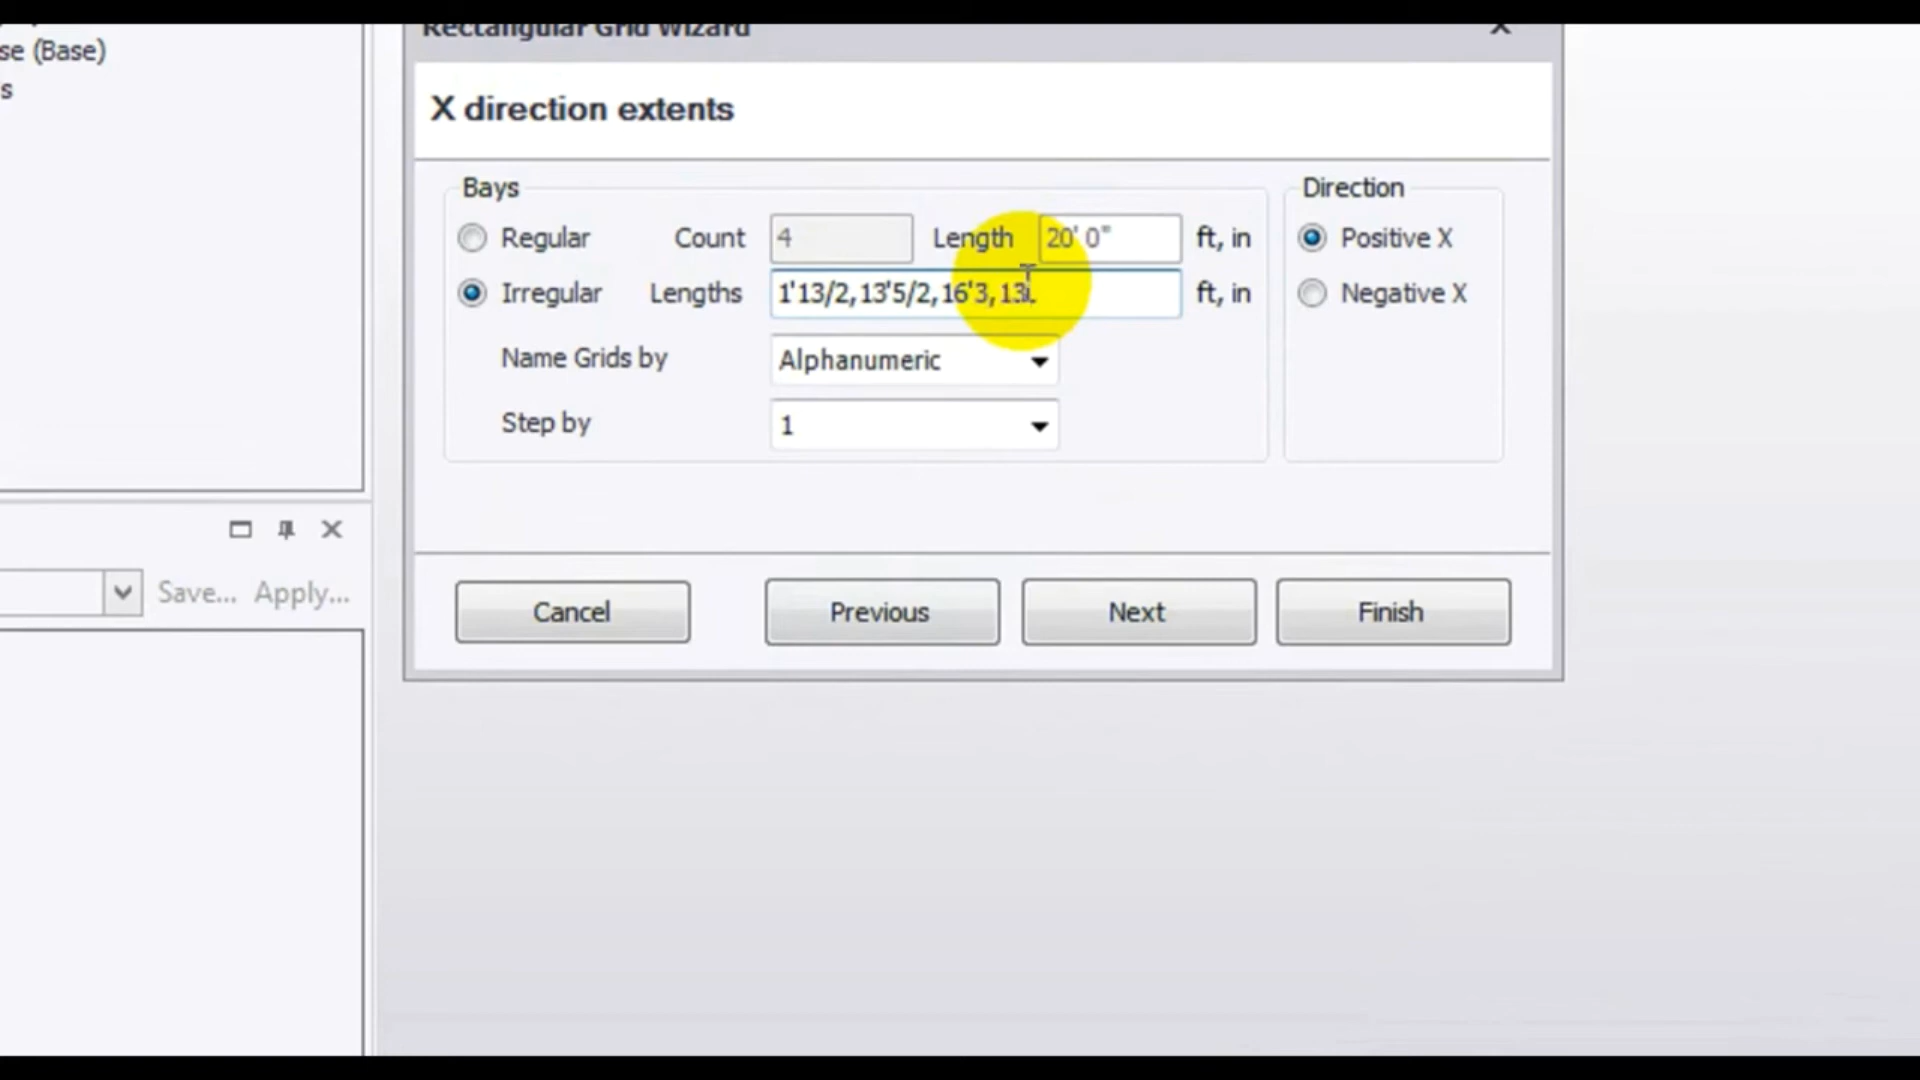 Rectangular Grid Wizard
se (Base)
s
X direction extents
Bays
Direction
Regular Count 4 Length 20' 0" ft, in
Positive X
Irregular Lengths 1'13/2,13'5/2,16'3,13. ft, in
Negative X
Name Grids by Alphanumeric
Step by 1
Save... Apply...
Cancel Previous Next Finish